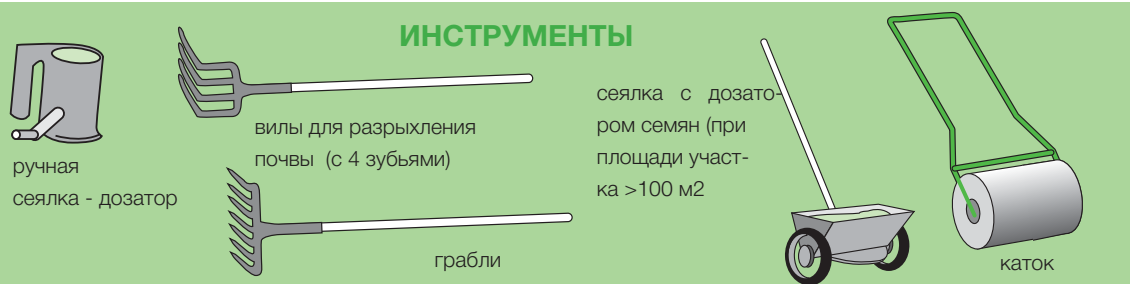 ИНСТРУМЕНТЫ
ручная
сеялка - дозатор
вилы для разрыхления
почвы (с 4 зубьями)
грабли
сеялка с дозато-
ром семян (при
площади участ-
ка >100 м2
каток